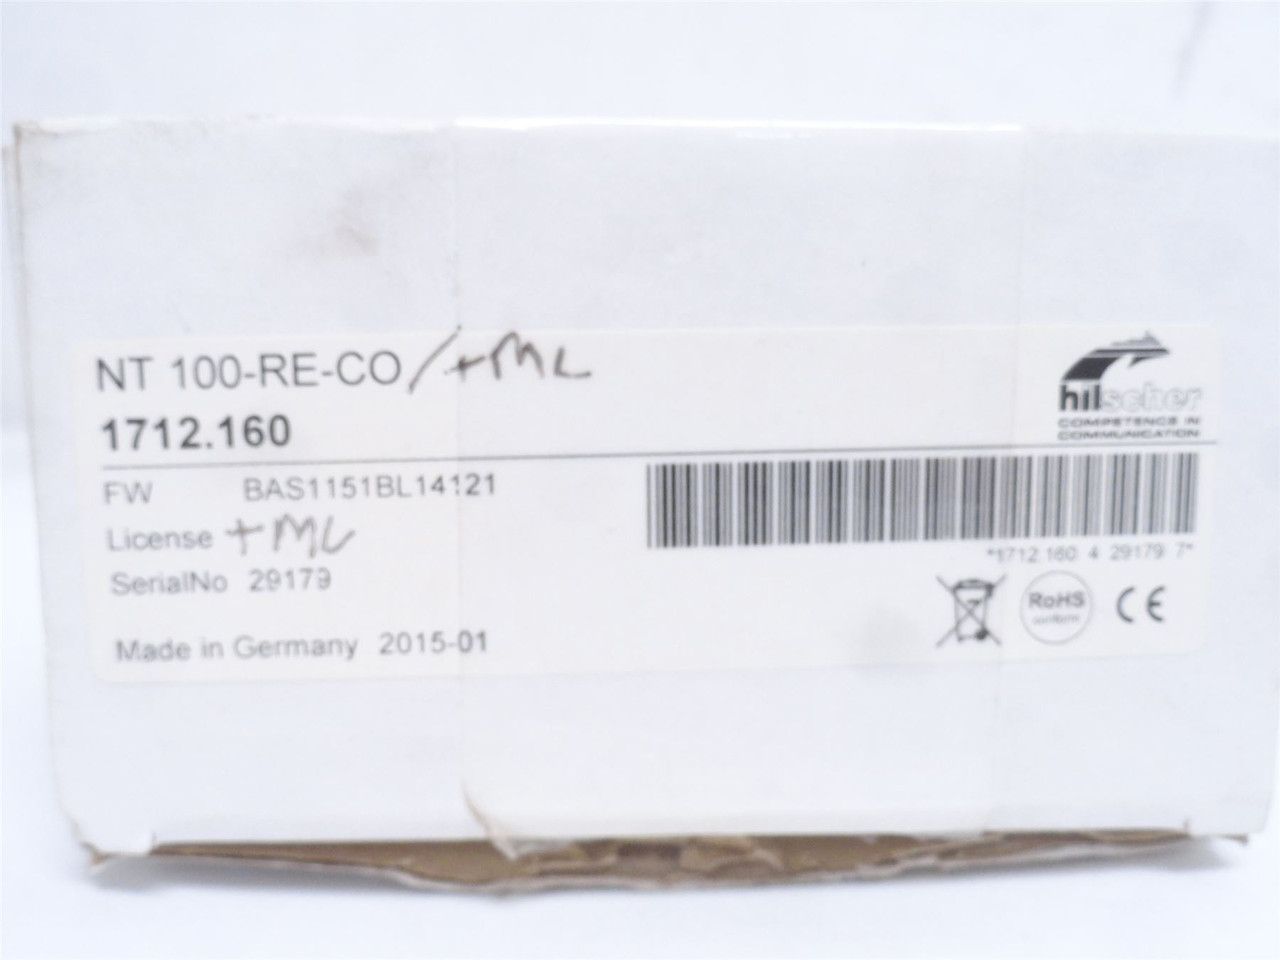 NT 100-RE-CO/+ML
1712.160
hilscher
COMPETENCE IN
COMMUNICATION
FW BAS1151BL14121
License +ML
SerialNo 29179
*1712.160 4 29179 7*
RoHS
conform
CE
Made in Germany 2015-01